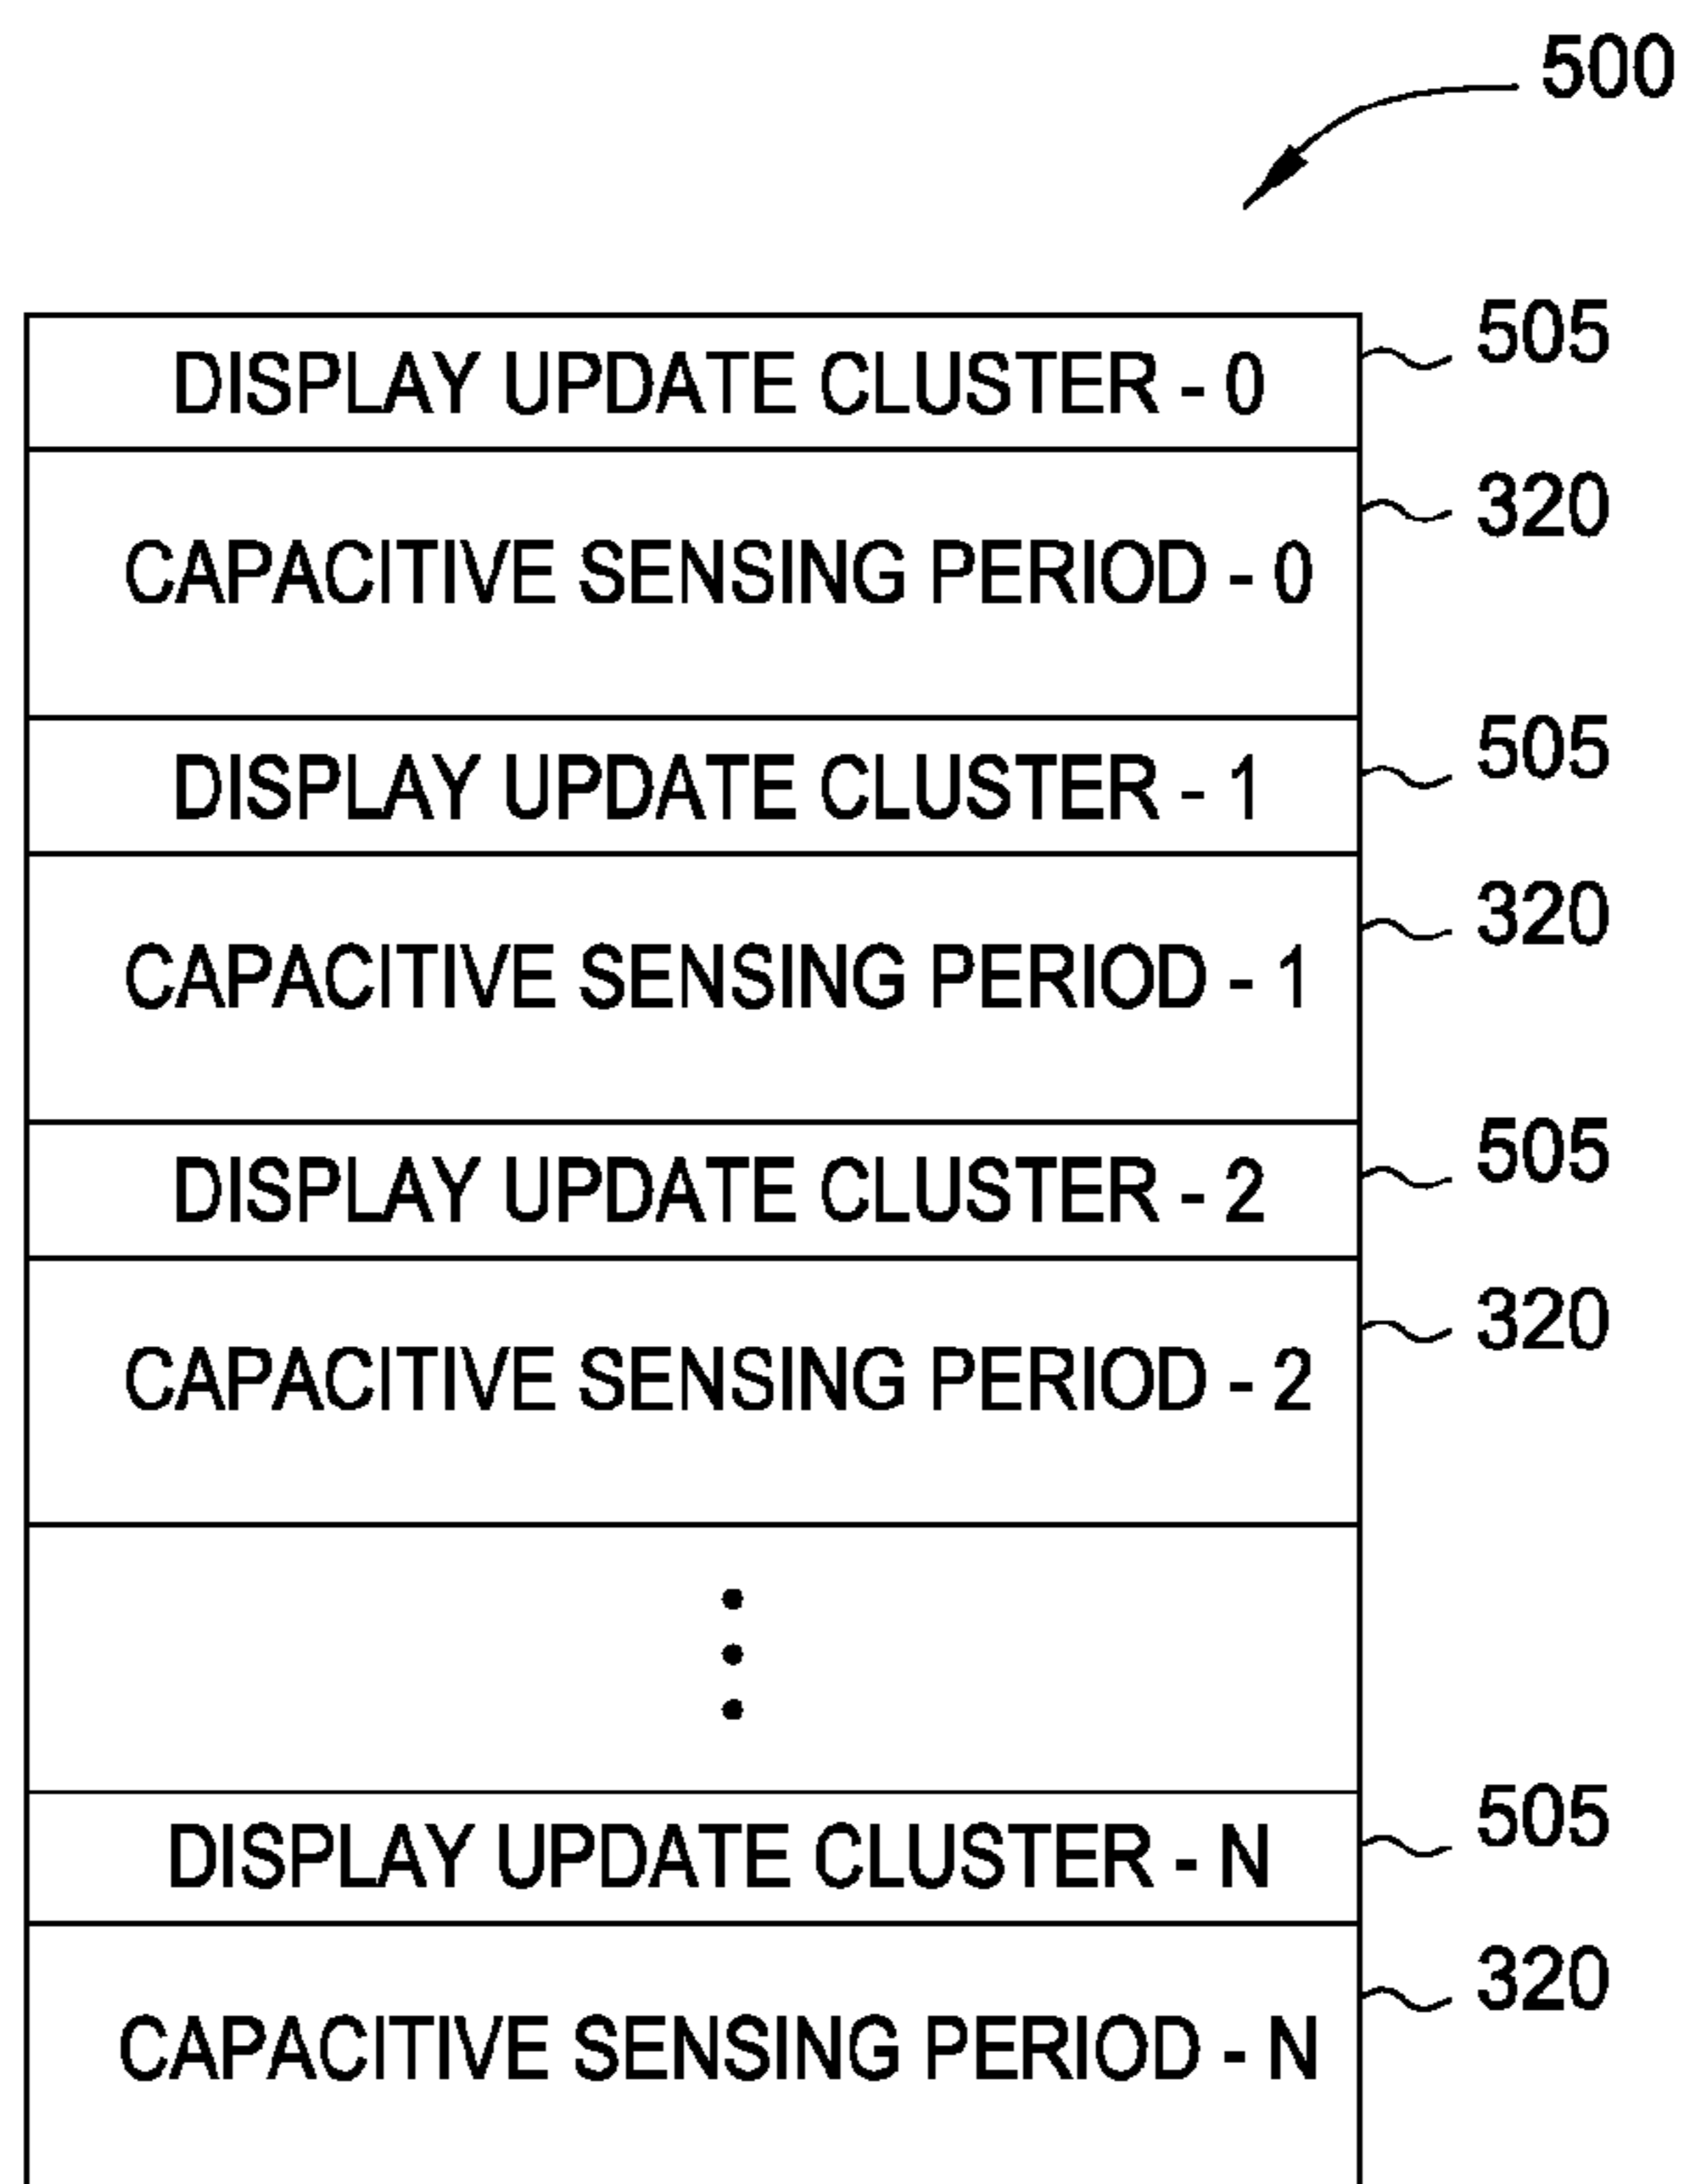 500
DISPLAY UPDATE CLUSTER - 0
505
CAPACITIVE SENSING PERIOD - 0
320
DISPLAY UPDATE CLUSTER - 1
505
CAPACITIVE SENSING PERIOD - 1
320
DISPLAY UPDATE CLUSTER - 2
505
CAPACITIVE SENSING PERIOD - 2
320
DISPLAY UPDATE CLUSTER - N
505
CAPACITIVE SENSING PERIOD - N
320